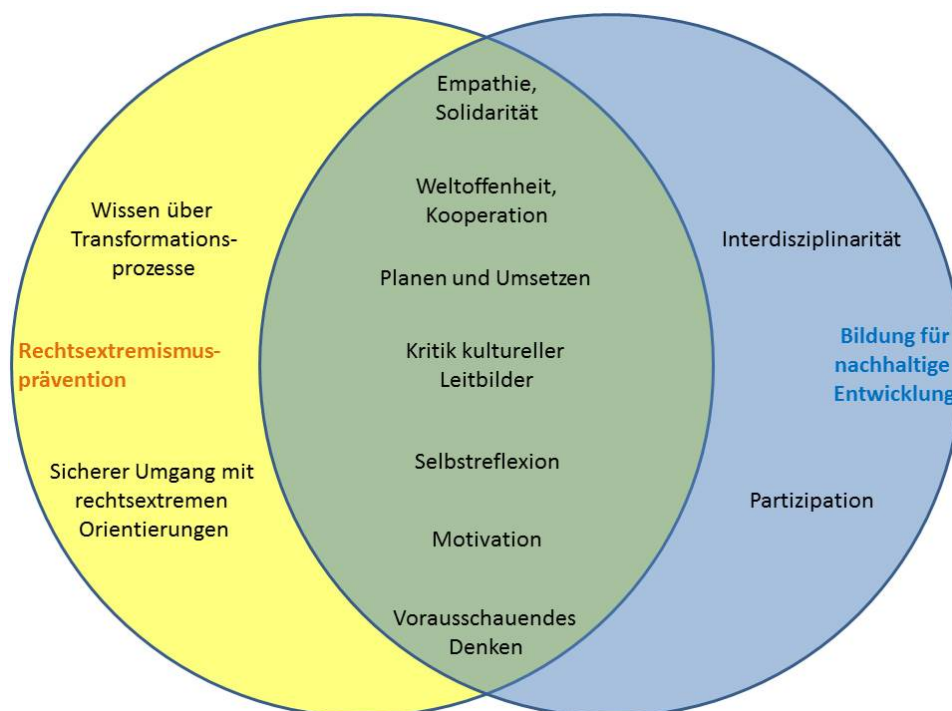 Empathie,
Solidarität
Weltoffenheit,
Kooperation
Wissen über
Transformations-
prozesse
Interdisziplinarität
Planen und Umsetzen
Rechtsextremismus-
prävention
Kritik kultureller
Leitbilder
Bildung für
nachhaltige
Entwicklung
Sicherer Umgang mit
rechtsextremen
Orientierungen
Selbstreflexion
Partizipation
Motivation
Vorausschauendes
Denken